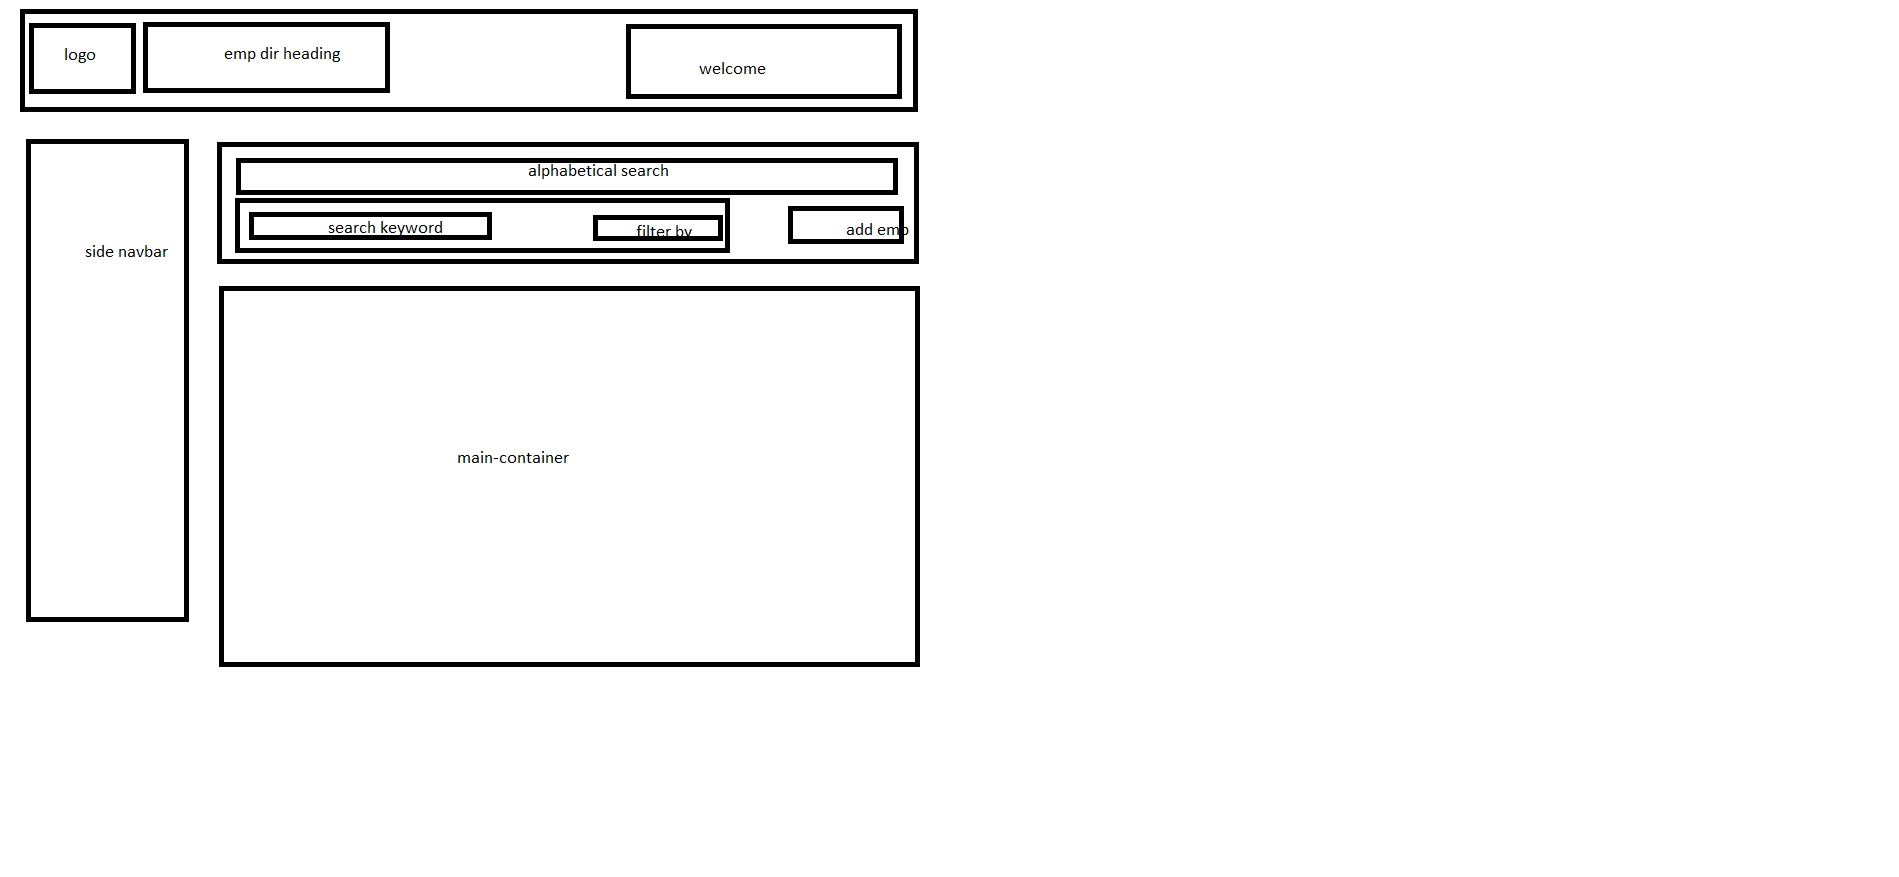 logo
emp dir heading
welcome
alphabetical search
search keyword
filter by
add emp
side navbar
main-container